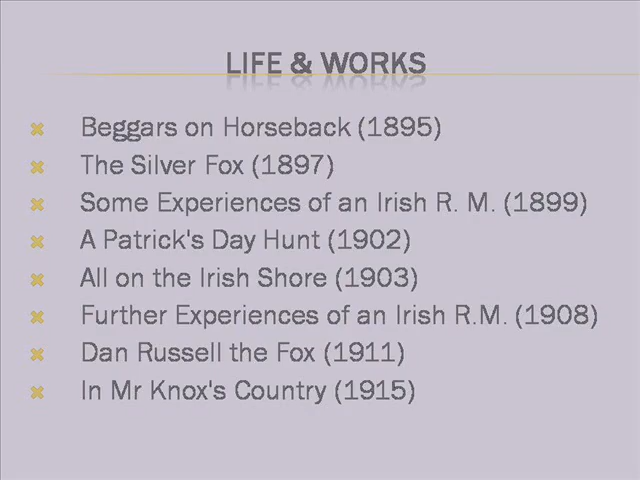 LIFE & WORKS
Beggars on Horseback (1895)
The Silver Fox (1897)
Some Experiences of an Irish R. M. (1899)
A Patrick's Day Hunt (1902)
All on the Irish Shore (1903)
Further Experiences of an Irish R.M. (1908)
Dan Russell the Fox (1911)
In Mr Knox's Country (1915)